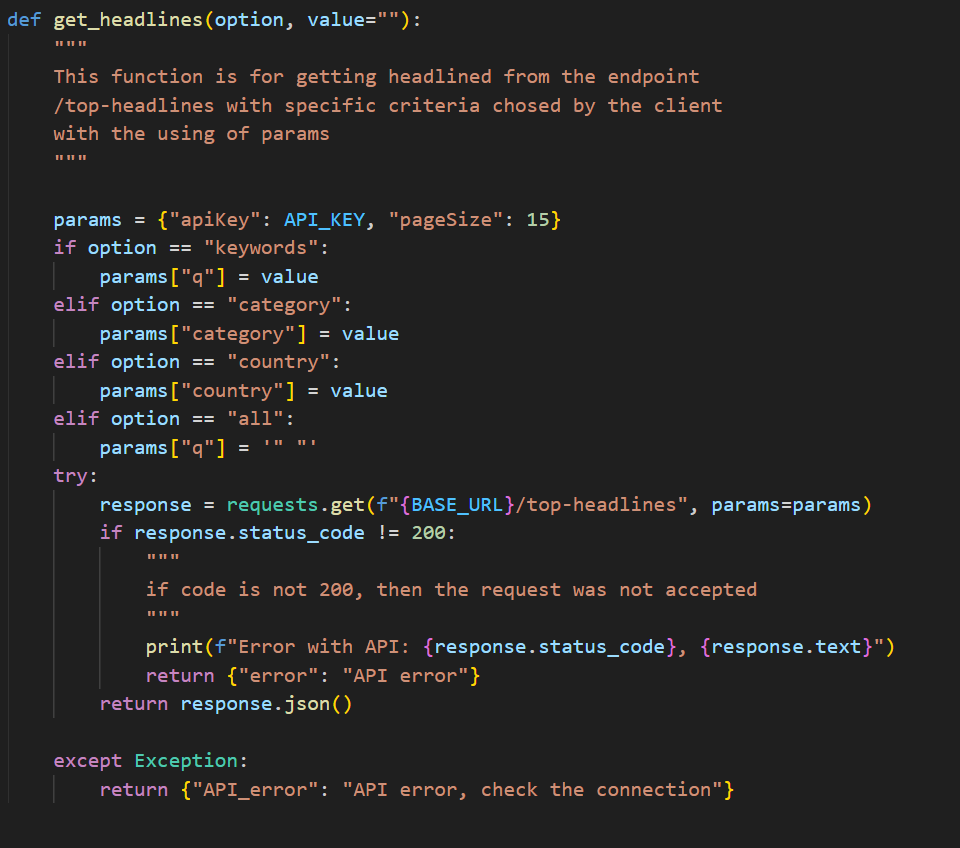 def get_headlines(option, value=""):
    """
    This function is for getting headlined from the endpoint
    /top-headlines with specific criteria chosed by the client
    with the using of params
    """

    params = {"apiKey": API_KEY, "pageSize": 15}
    if option == "keywords":
        params["q"] = value
    elif option == "category":
        params["category"] = value
    elif option == "country":
        params["country"] = value
    elif option == "all":
        params["q"] = '" "'
    try:
        response = requests.get(f"{BASE_URL}/top-headlines", params=params)
        if response.status_code != 200:
            """
            if code is not 200, then the request was not accepted
            """
            print(f"Error with API: {response.status_code}, {response.text}")
            return {"error": "API error"}
        return response.json()

    except Exception:
        return {"API_error": "API error, check the connection"}